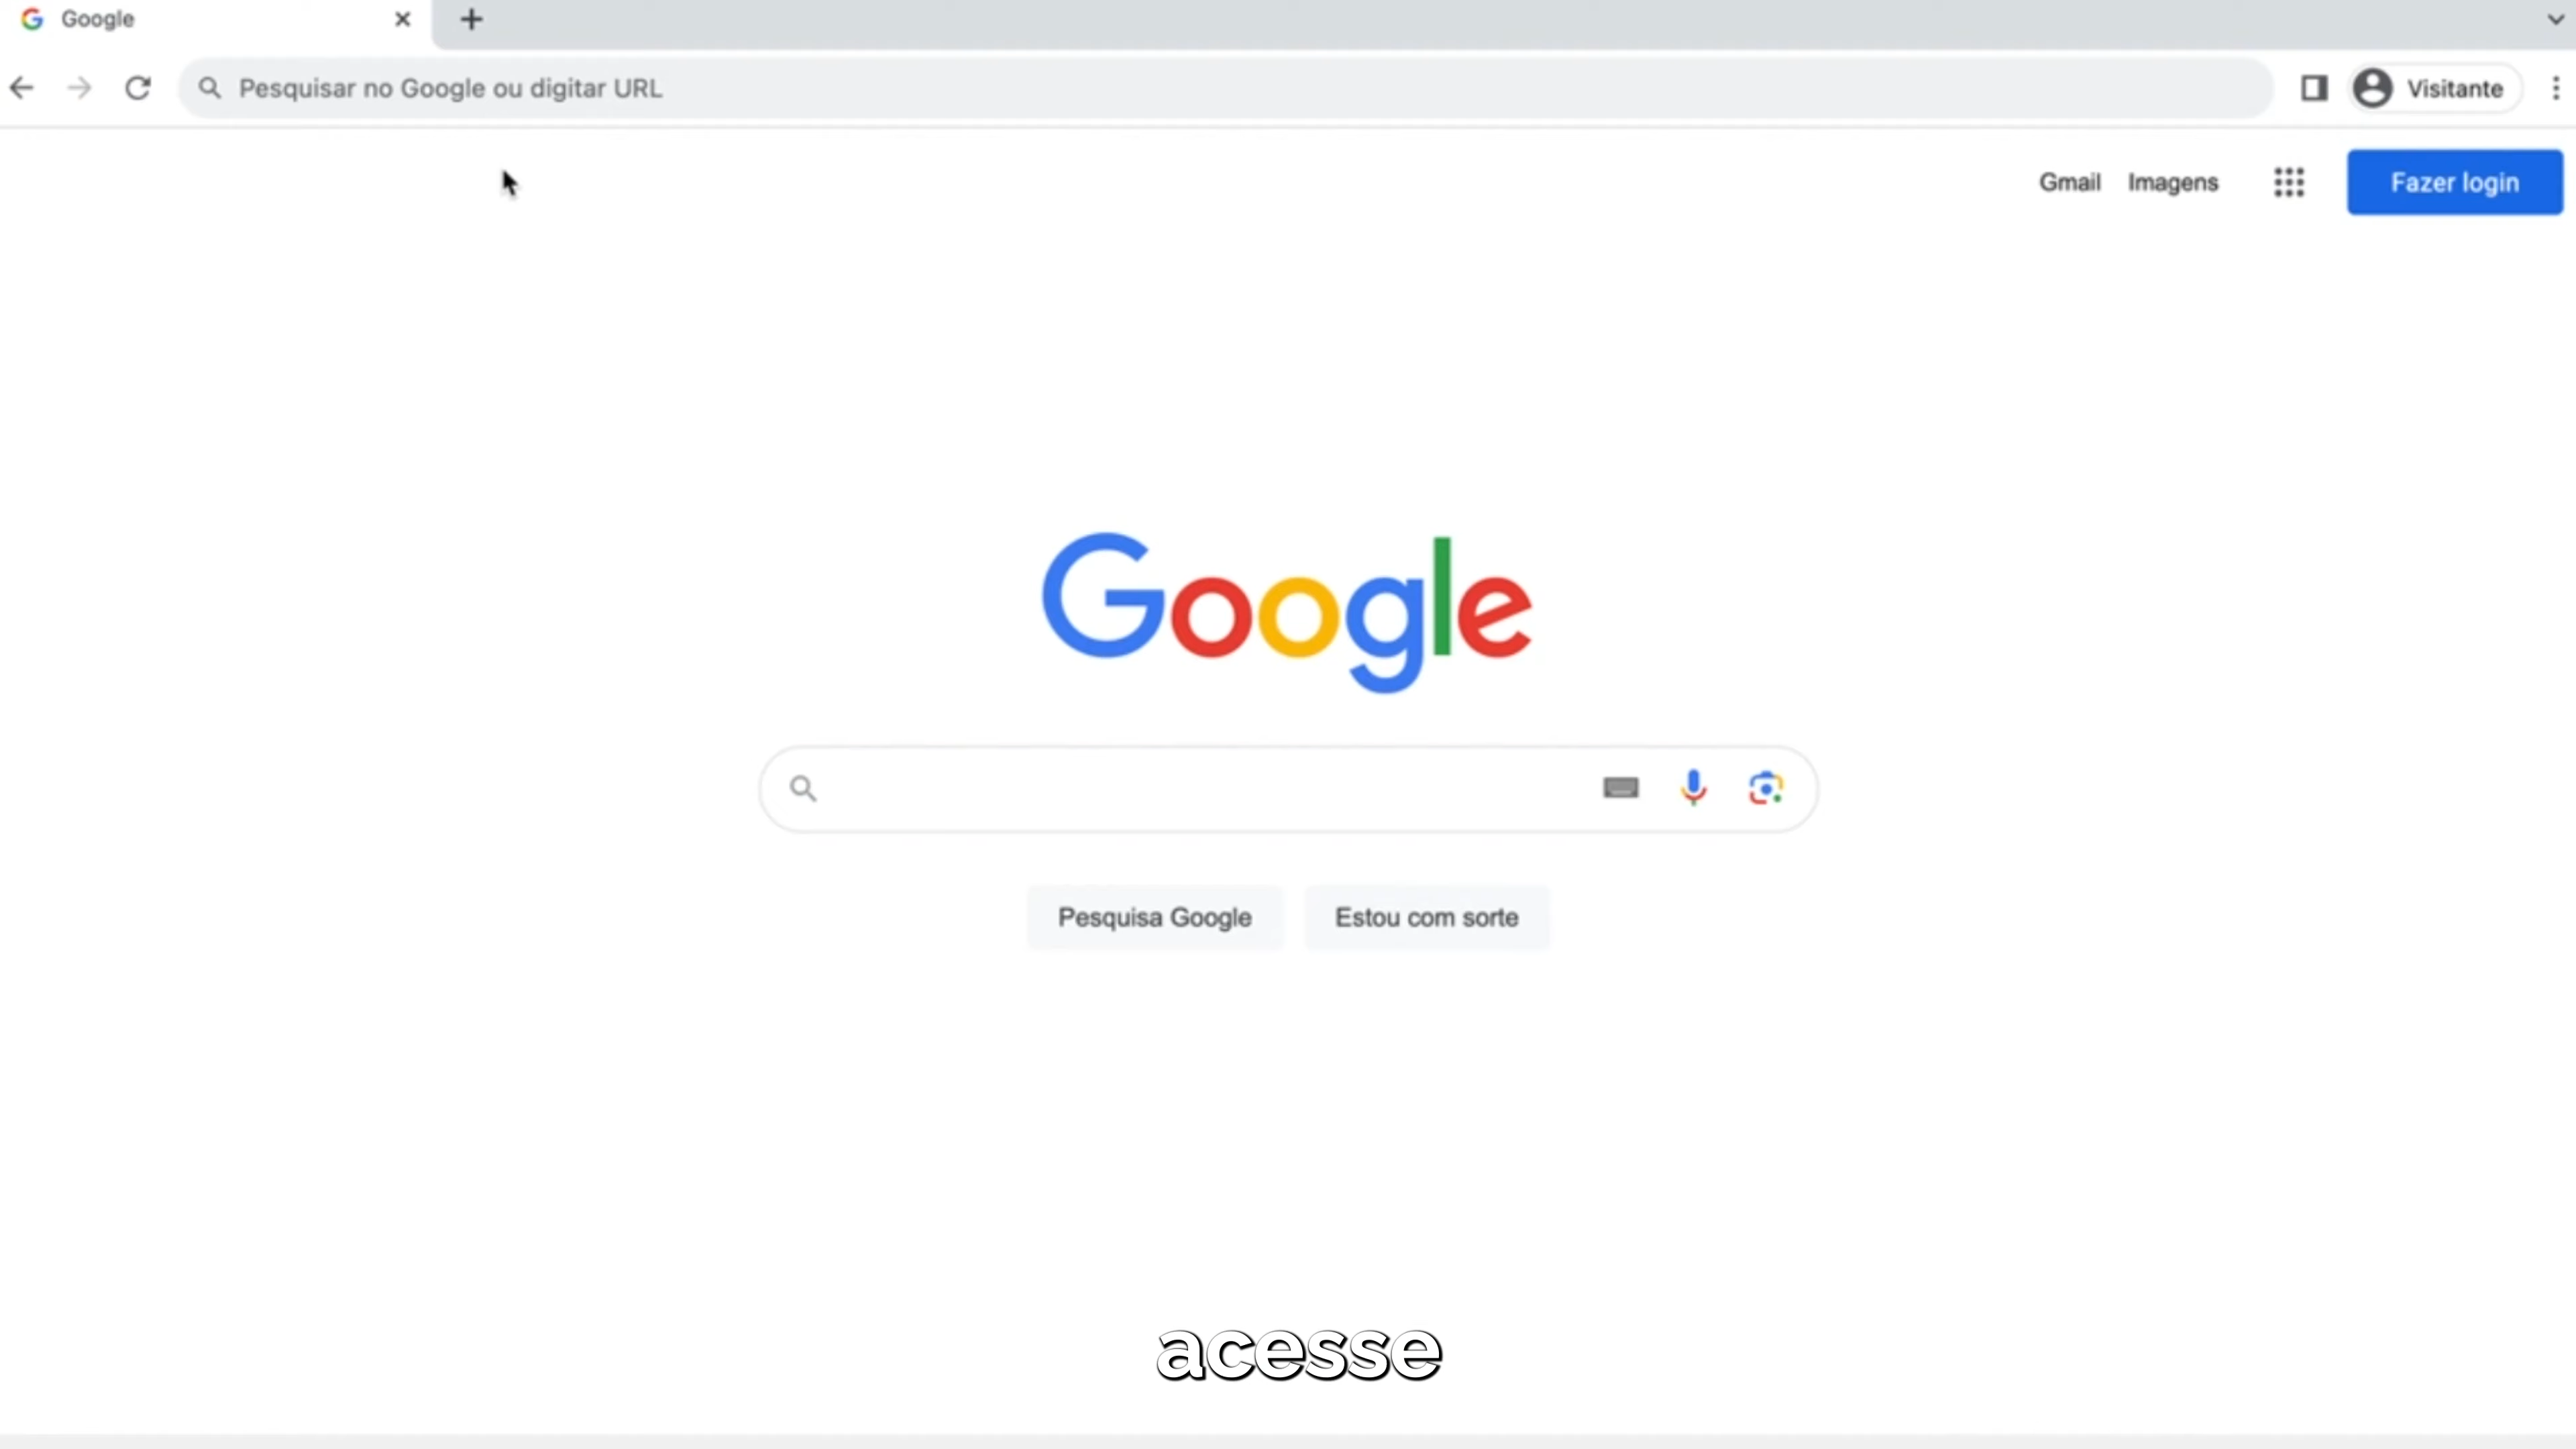 Google
Pesquisar no Google ou digitar URL
Visitante
Gmail
Imagens
Fazer login
Google
Pesquisa Google
Estou com sorte
acesse